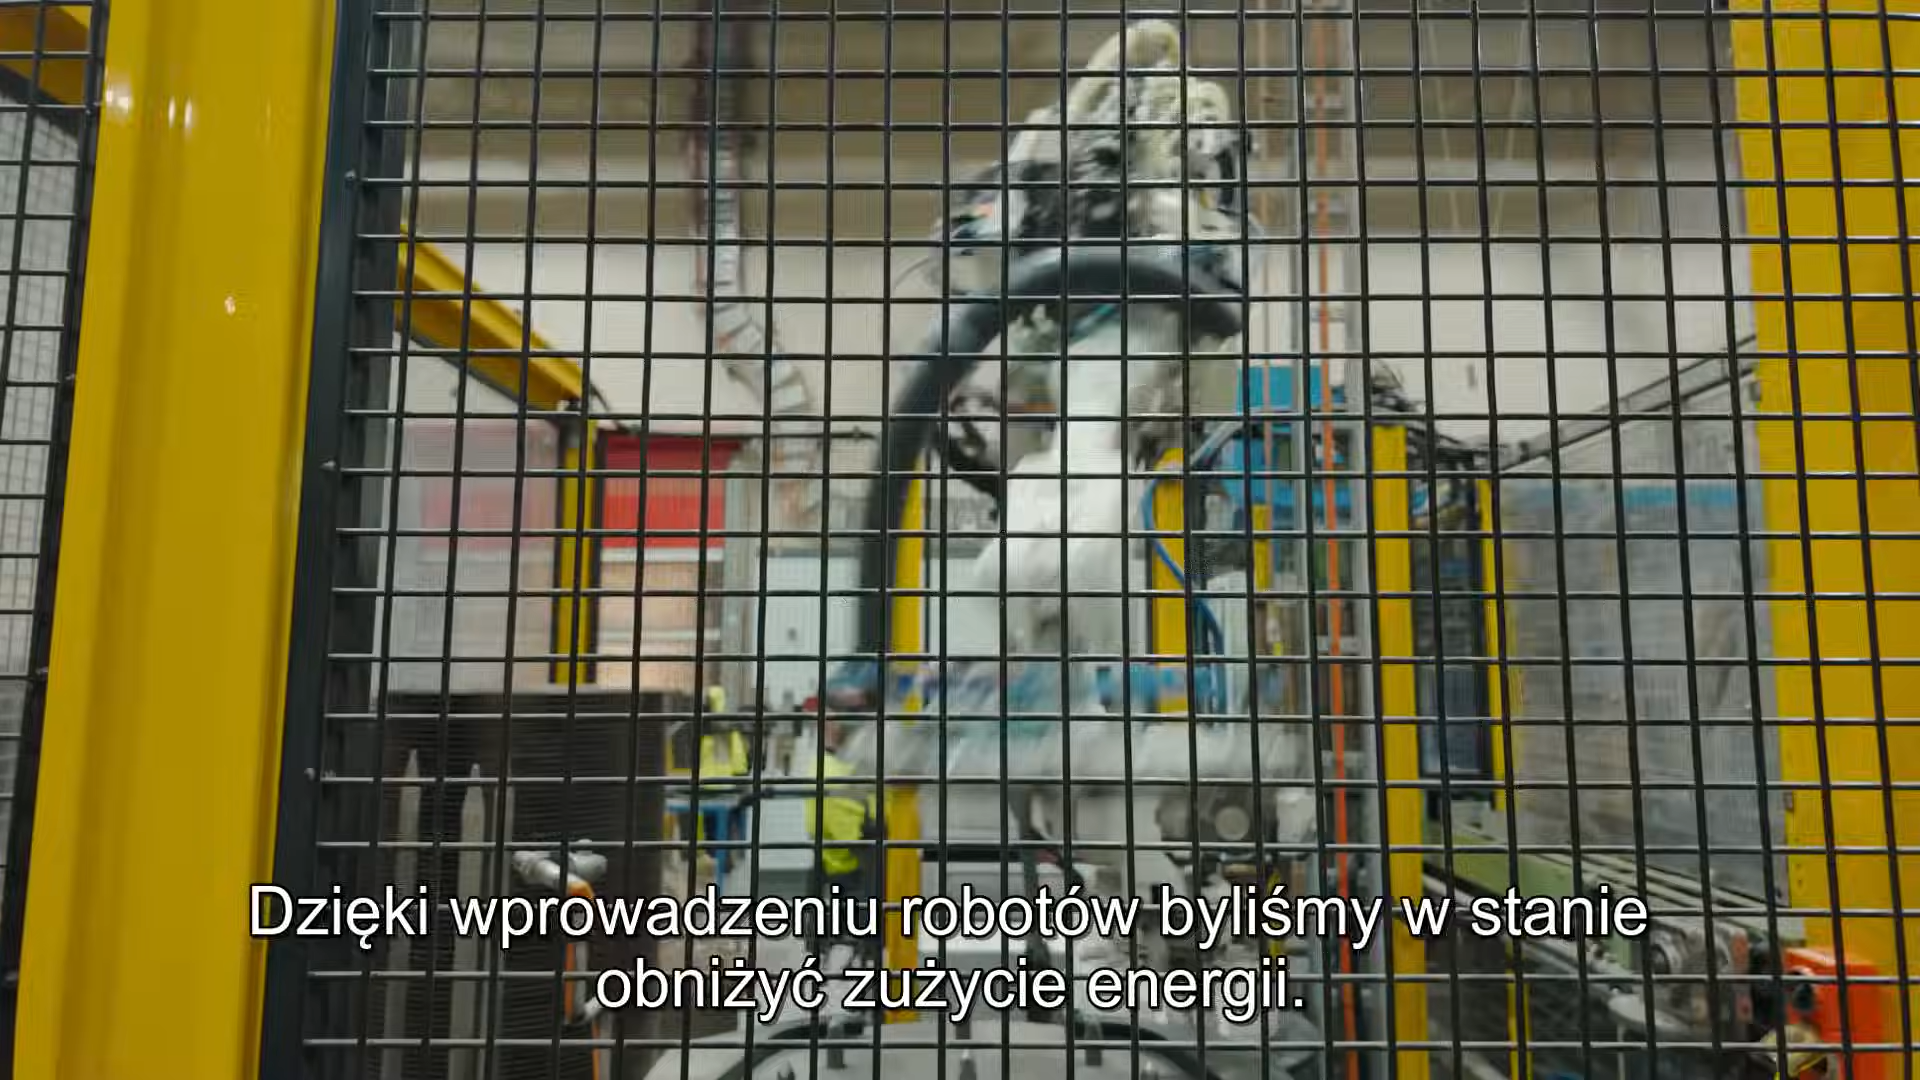 Dzięki wprowadzeniu robotów byliśmy w stanie
obniżyć zużycie energii.